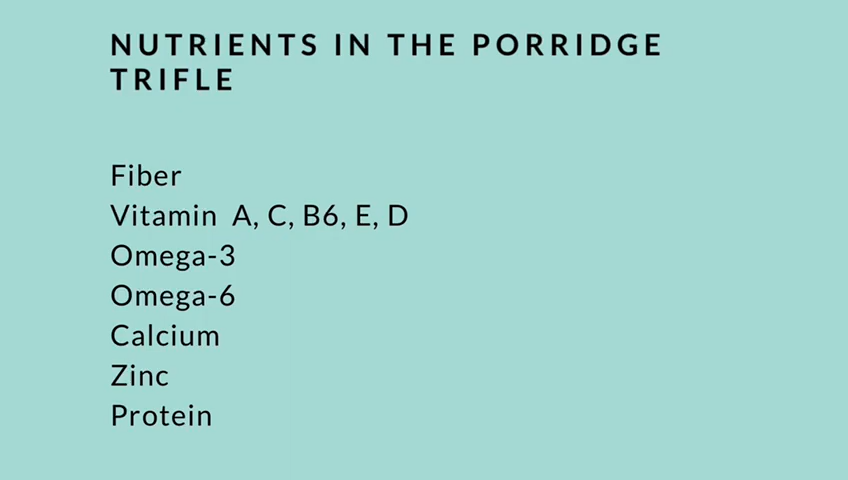 NUTRIENTS IN THE PORRIDGE
TRIFLE
Fiber
Vitamin A, C, B6, E, D
Omega-3
Omega-6
Calcium
Zinc
Protein